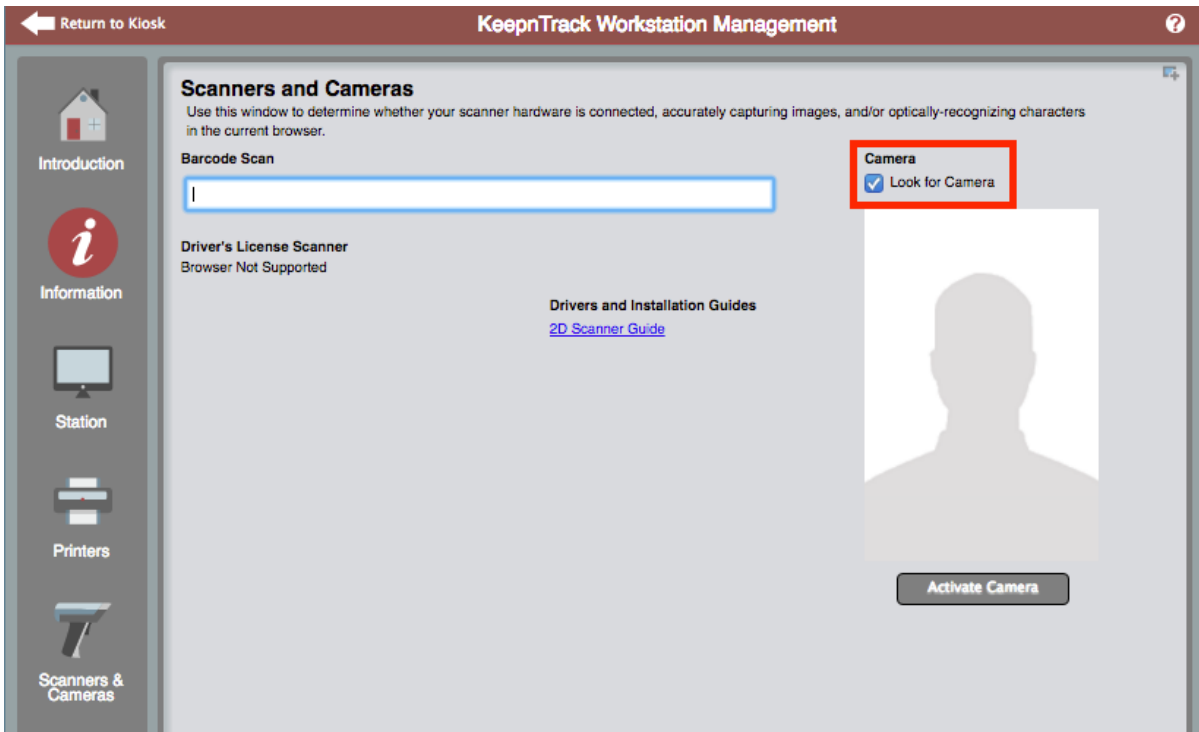 Return to Kiosk
KeepnTrack Workstation Management
?
Introduction
i
Information
Station
Printers
Scanners &
Cameras
Scanners and Cameras
Use this window to determine whether your scanner hardware is connected, accurately capturing images, and/or optically-recognizing characters
in the current browser.
Barcode Scan
Driver's License Scanner
Browser Not Supported
Drivers and Installation Guides
2D Scanner Guide
Camera
Look for Camera
Activate Camera